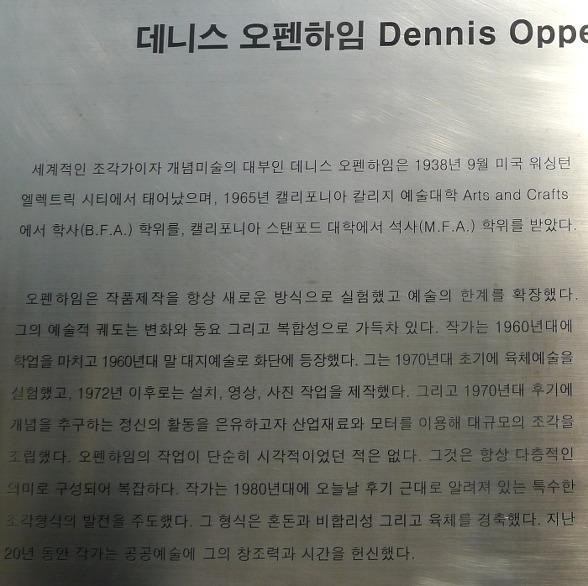 데니스 오펜하임 Dennis Oppe
세계적인 조각가이자 개념미술의 대부인 데니스 오펜하임은 1938년 9월 미국 워싱턴
엘렉트릭 시티에서 태어났으며, 1965년 캘리포니아 칼리지 예술대학 Arts and Crafts
에서 학사(B.F.A.) 학위를, 캘리포니아 스탠포드 대학에서 석사(M.F.A.) 학위를 받았다.
오펜하임은 작품제작을 항상 새로운 방식으로 실험했고 예술의 한계를 확장했다.
그의 예술적 궤도는 변화와 동요 그리고 복합성으로 가득차 있다. 작가는 1960년대에
학업을 마치고 1960년대 말 대지예술로 화단에 등장했다. 그는 1970년대 초기에 육체예술을
실험했고, 1972년 이후로는 설치, 영상, 사진 작업을 제작했다. 그리고 1970년대 후기에
개념을 추구하는 정신의 활동을 은유하고자 산업재료와 모터를 이용해 대규모의 조각을
조립했다. 오펜하임의 작업이 단순히 시각적이었던 적은 없다. 그것은 항상 다층적인
의미로 구성되어 복잡하다. 작가는 1980년대에 오늘날 후기 근대로 알려져 있는 특수한
조각형식의 발전을 주도했다. 그 형식은 혼돈과 비합리성 그리고 육체를 경축했다. 지난
20년 동안 작가는 공공예술에 그의 창조력과 시간을 헌신했다.